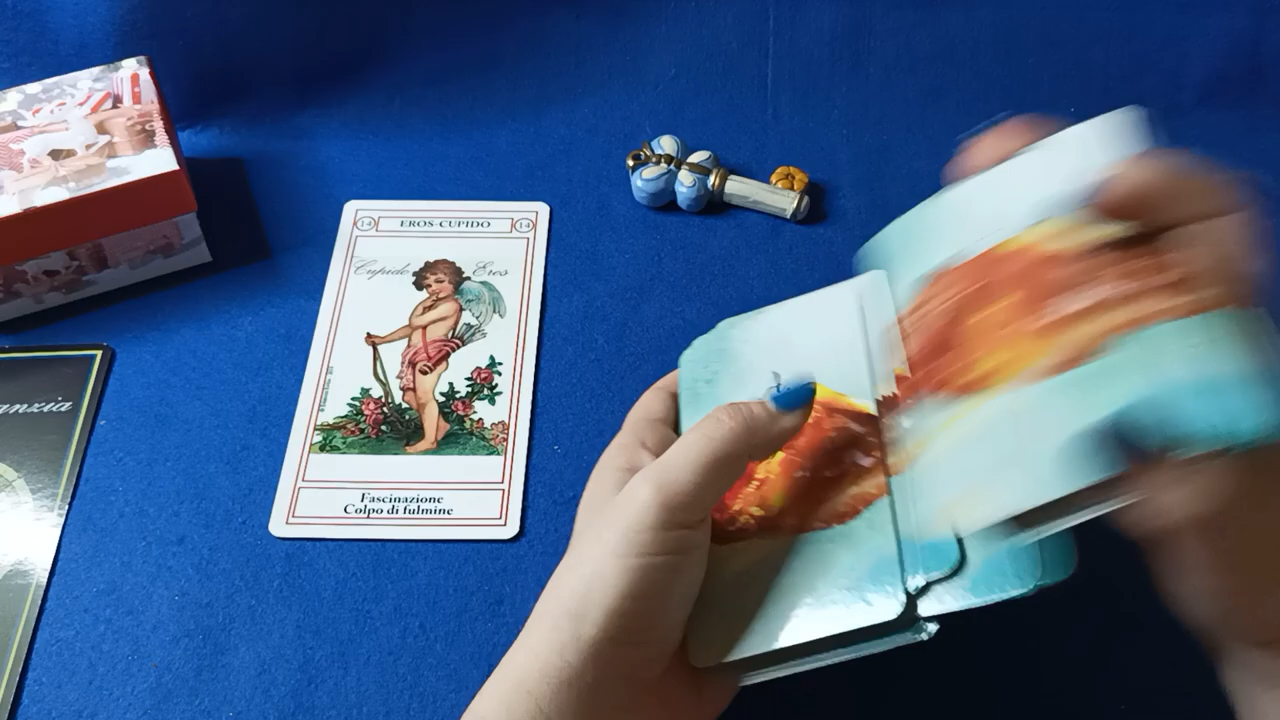 14 EROS-CUPIDO 14
Cupido Eros
Fascinazione
Colpo di fulmine
anzia